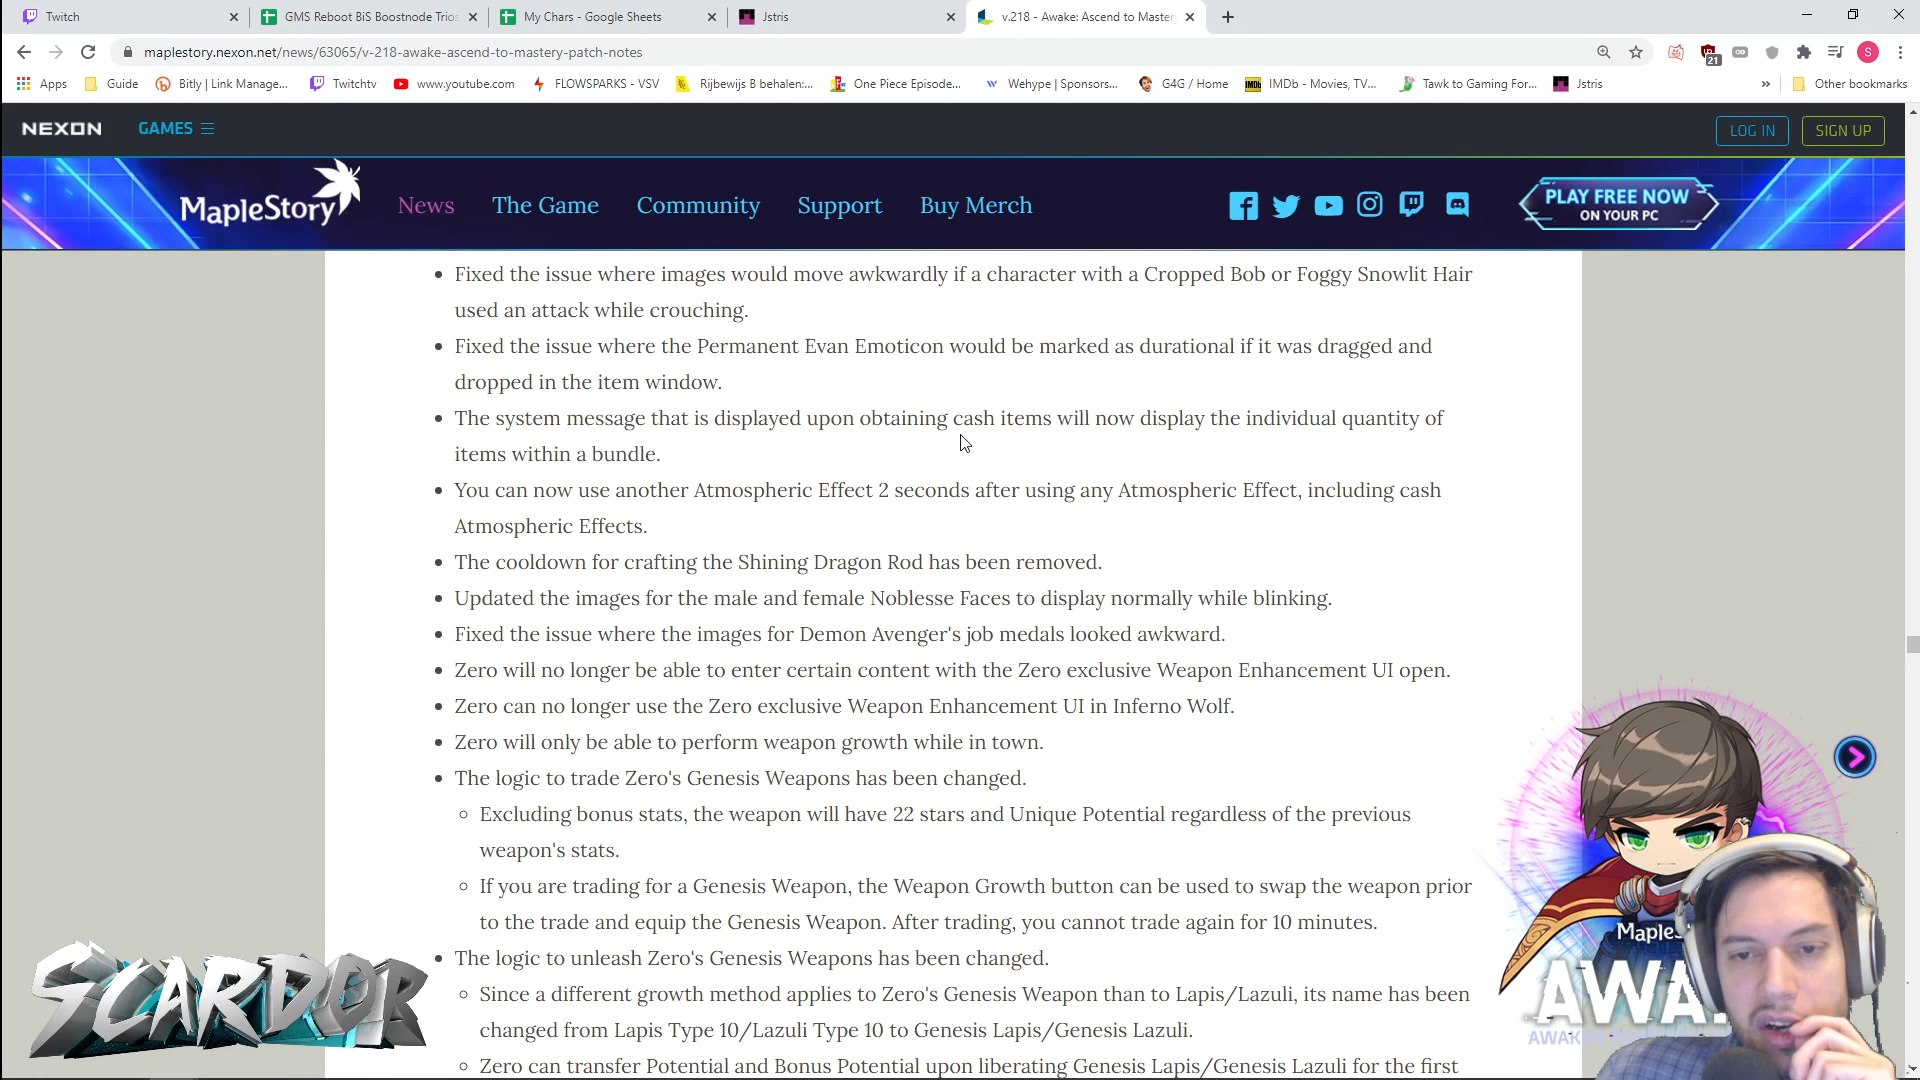 Twitch
GMS Reboot BiS Boostnode Trios
My Chars - Google Sheets
Jstris
v.218 - Awake: Ascend to Master
maplestory.nexon.net/news/63065/v-218-awake-ascend-to-mastery-patch-notes
21
S
Apps
Guide
Bitly | Link Manage...
Twitchtv
www.youtube.com
FLOWSPARKS - VSV
Rijbewijs B behalen:...
One Piece Episode...
Wehype | Sponsors...
G4G / Home
IMDb
IMDb - Movies, TV...
Tawk to Gaming For...
Jstris
»
Other bookmarks
NEXON
GAMES
LOG IN
SIGN UP
MapleStory
News
The Game
Community
Support
Buy Merch
PLAY FREE NOW
ON YOUR PC
Fixed the issue where images would move awkwardly if a character with a Cropped Bob or Foggy Snowlit Hair
used an attack while crouching.
Fixed the issue where the Permanent Evan Emoticon would be marked as durational if it was dragged and
dropped in the item window.
The system message that is displayed upon obtaining cash items will now display the individual quantity of
items within a bundle.
You can now use another Atmospheric Effect 2 seconds after using any Atmospheric Effect, including cash
Atmospheric Effects.
The cooldown for crafting the Shining Dragon Rod has been removed.
Updated the images for the male and female Noblesse Faces to display normally while blinking.
Fixed the issue where the images for Demon Avenger's job medals looked awkward.
Zero will no longer be able to enter certain content with the Zero exclusive Weapon Enhancement UI open.
Zero can no longer use the Zero exclusive Weapon Enhancement UI in Inferno Wolf.
Zero will only be able to perform weapon growth while in town.
The logic to trade Zero's Genesis Weapons has been changed.
Excluding bonus stats, the weapon will have 22 stars and Unique Potential regardless of the previous
weapon's stats.
If you are trading for a Genesis Weapon, the Weapon Growth button can be used to swap the weapon prior
to the trade and equip the Genesis Weapon. After trading, you cannot trade again for 10 minutes.
The logic to unleash Zero's Genesis Weapons has been changed.
Since a different growth method applies to Zero's Genesis Weapon than to Lapis/Lazuli, its name has been
changed from Lapis Type 10/Lazuli Type 10 to Genesis Lapis/Genesis Lazuli.
Zero can transfer Potential and Bonus Potential upon liberating Genesis Lapis/Genesis Lazuli for the first
SCARDOR
MapleS
AWA